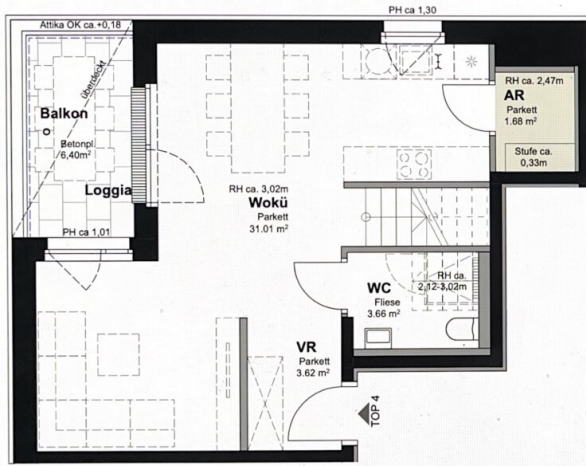 PH ca 1,30
Attika OK ca.+0,18
überdeckt
Balkon
Betonpl.
6,40m²
Loggia
PH ca 1,01
RH ca 3,02m
Wokü
Parkett
31.01 m²
RH ca 2,47m
AR
Parkett
1.68 m²
Stufe ca.
0,33m
WC
Fliese
3.66 m²
RH ca.
2,12-3,02m
VR
Parkett
3.62 m²
TOP 4